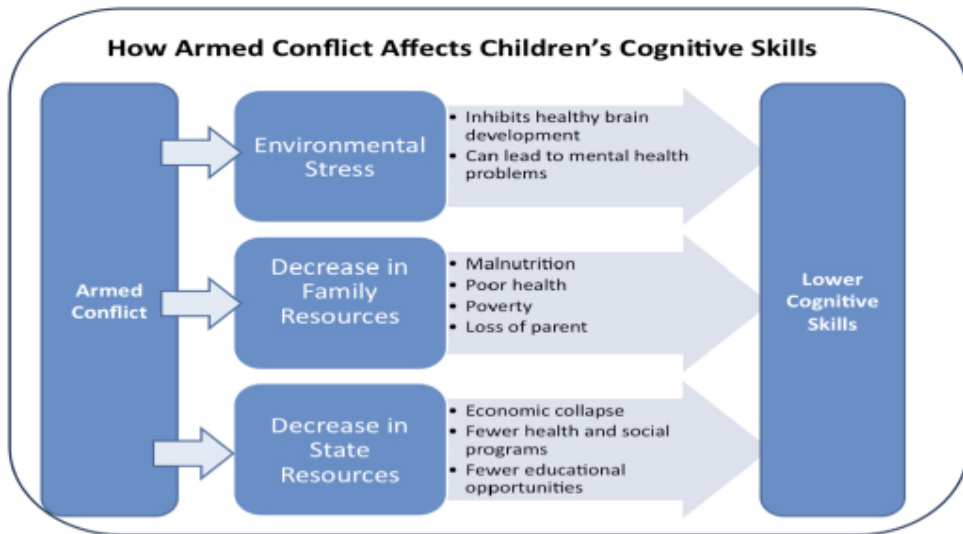 How Armed Conflict Affects Children's Cognitive Skills
Armed
Conflict
Environmental
Stress
• Inhibits healthy brain
development
• Can lead to mental health
problems
Decrease in
Family
Resources
• Malnutrition
• Poor health
• Poverty
• Loss of parent
Decrease in
State
Resources
• Economic collapse
• Fewer health and social
programs
• Fewer educational
opportunities
Lower
Cognitive
Skills